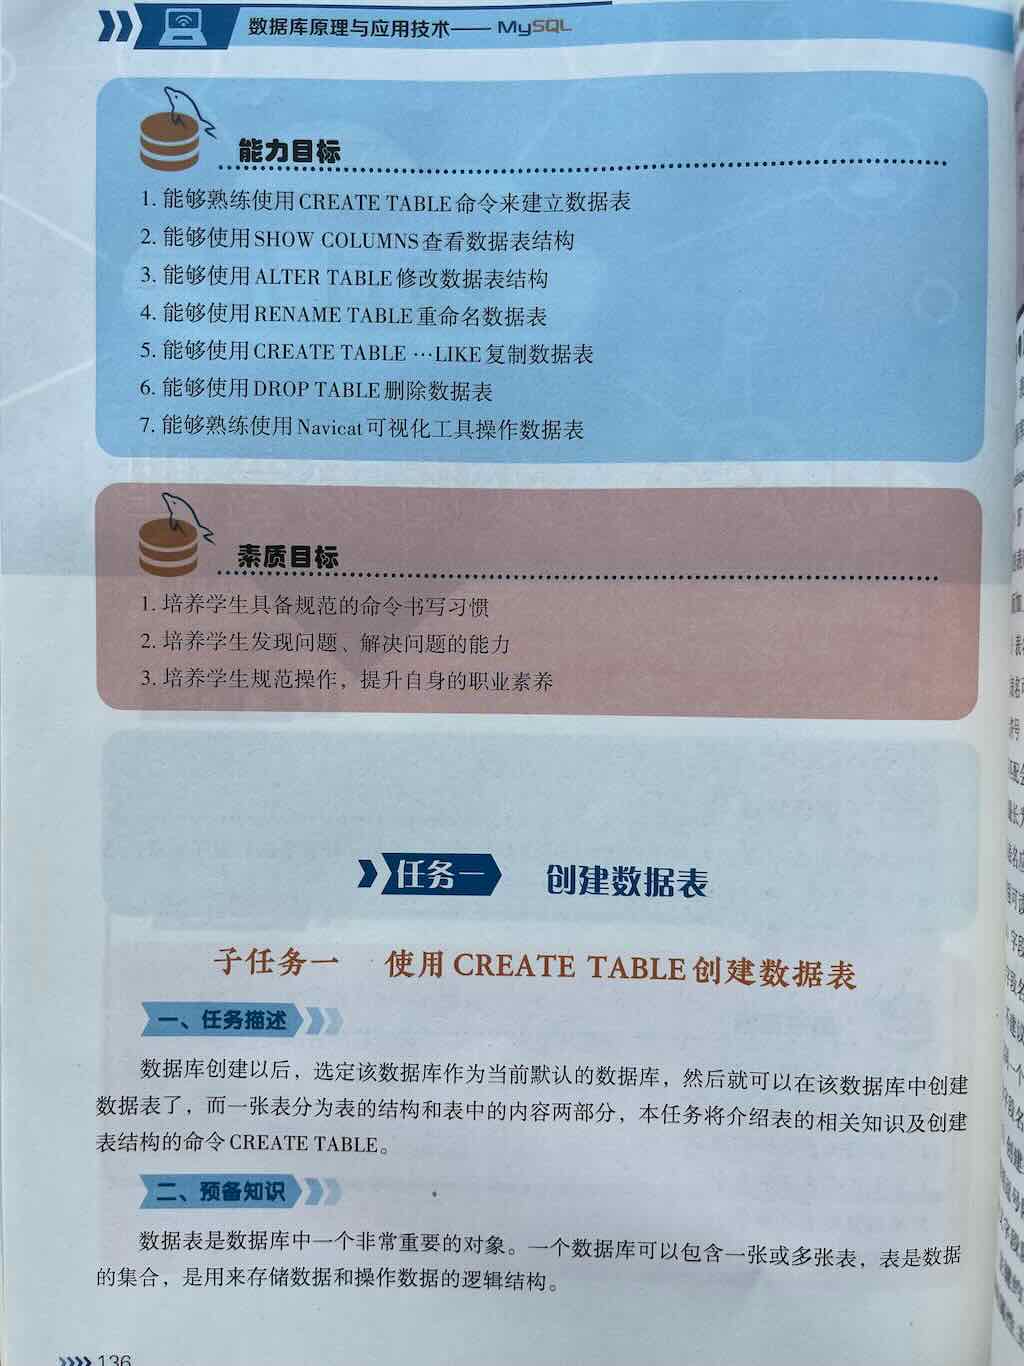 数据库原理与应用技术——MySQL
能力目标
1. 能够熟练使用CREATE TABLE命令来建立数据表
2. 能够使用SHOW COLUMNS查看数据表结构
3. 能够使用ALTER TABLE修改数据表结构
4. 能够使用RENAME TABLE重命名数据表
5. 能够使用CREATE TABLE …LIKE复制数据表
6. 能够使用DROP TABLE删除数据表
7. 能够熟练使用Navicat可视化工具操作数据表
素质目标
1. 培养学生具备规范的命令书写习惯
2. 培养学生发现问题、解决问题的能力
3. 培养学生规范操作，提升自身的职业素养
任务一 创建数据表
子任务一 使用CREATE TABLE创建数据表
一、任务描述
数据库创建以后，选定该数据库作为当前默认的数据库，然后就可以在该数据库中创建
数据表了，而一张表分为表的结构和表中的内容两部分，本任务将介绍表的相关知识及创建
表结构的命令CREATE TABLE。
二、预备知识
数据表是数据库中一个非常重要的对象。一个数据库可以包含一张或多张表，表是数据
的集合，是用来存储数据和操作数据的逻辑结构。
136